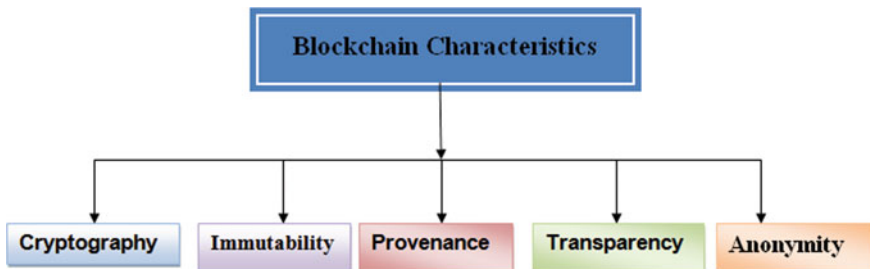 Blockchain Characteristics
Cryptography
Immutability
Provenance
Transparency
Anonymity